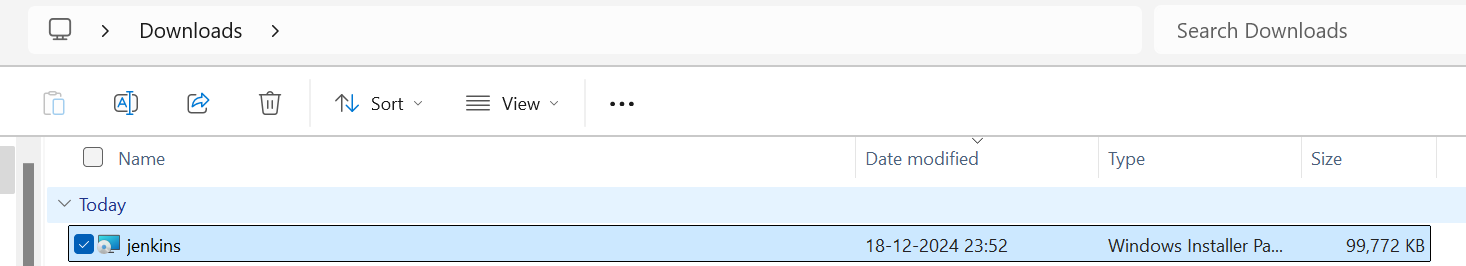 Downloads Search Downloads
Sort View
Name Date modified Type Size
Today
jenkins 18-12-2024 23:52 Windows Installer Pa... 99,772 KB